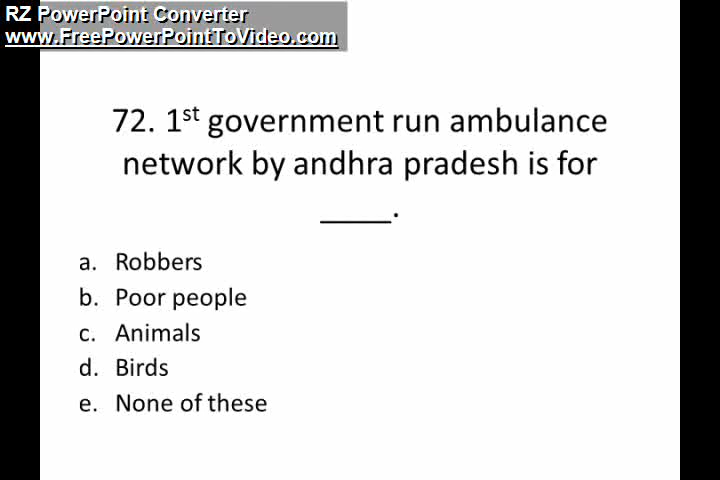 RZ PowerPoint Converter
www.FreePowerPointToVideo.com
72. 1st government run ambulance
network by andhra pradesh is for
_____.
a. Robbers
b. Poor people
c. Animals
d. Birds
e. None of these